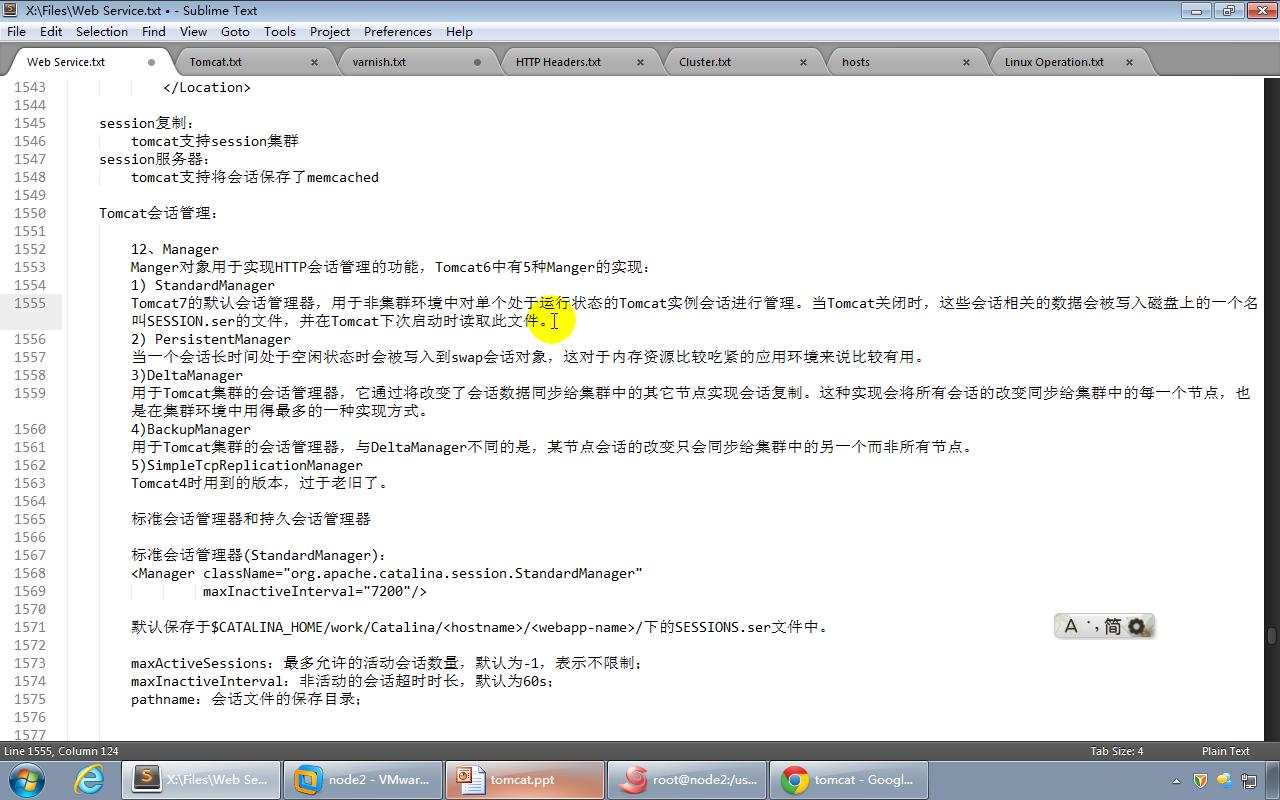 X:\Files\Web Service.txt • - Sublime Text
File Edit Selection Find View Goto Tools Project Preferences Help
Web Service.txt Tomcat.txt varnish.txt HTTP Headers.txt Cluster.txt hosts Linux Operation.txt
1543 </Location>
1544
1545 session复制：
1546 tomcat支持session集群
1547 session服务器：
1548 tomcat支持将会话保存了memcached
1549
1550 Tomcat会话管理：
1551
1552 12、Manager
1553 Manger对象用于实现HTTP会话管理的功能，Tomcat6中有5种Manger的实现：
1554 1) StandardManager
1555 Tomcat7的默认会话管理器，用于非集群环境中对单个处于运行状态的Tomcat实例会话进行管理。当Tomcat关闭时，这些会话相关的数据会被写入磁盘上的一个名
叫SESSION.ser的文件，并在Tomcat下次启动时读取此文件。
1556 2) PersistentManager
1557 当一个会话长时间处于空闲状态时会被写入到swap会话对象，这对于内存资源比较吃紧的应用环境来说比较有用。
1558 3)DeltaManager
1559 用于Tomcat集群的会话管理器，它通过将改变了会话数据同步给集群中的其它节点实现会话复制。这种实现会将所有会话的改变同步给集群中的每一个节点，也
是在集群环境中用得最多的一种实现方式。
1560 4)BackupManager
1561 用于Tomcat集群的会话管理器，与DeltaManager不同的是，某节点会话的改变只会同步给集群中的另一个而非所有节点。
1562 5)SimpleTcpReplicationManager
1563 Tomcat4时用到的版本，过于老旧了。
1564
1565 标准会话管理器和持久会话管理器
1566
1567 标准会话管理器(StandardManager)：
1568 <Manager className="org.apache.catalina.session.StandardManager"
1569 maxInactiveInterval="7200"/>
1570
1571 默认保存于$CATALINA_HOME/work/Catalina/<hostname>/<webapp-name>/下的SESSIONS.ser文件中。
1572
1573 maxActiveSessions：最多允许的活动会话数量，默认为-1，表示不限制；
1574 maxInactiveInterval：非活动的会话超时时长，默认为60s；
1575 pathname：会话文件的保存目录；
1576
1577
A 简
Line 1555, Column 124 Tab Size: 4 Plain Text
X:\Files\Web Se... node2 - VMwar... tomcat.ppt root@node2:/us... tomcat - Googl...